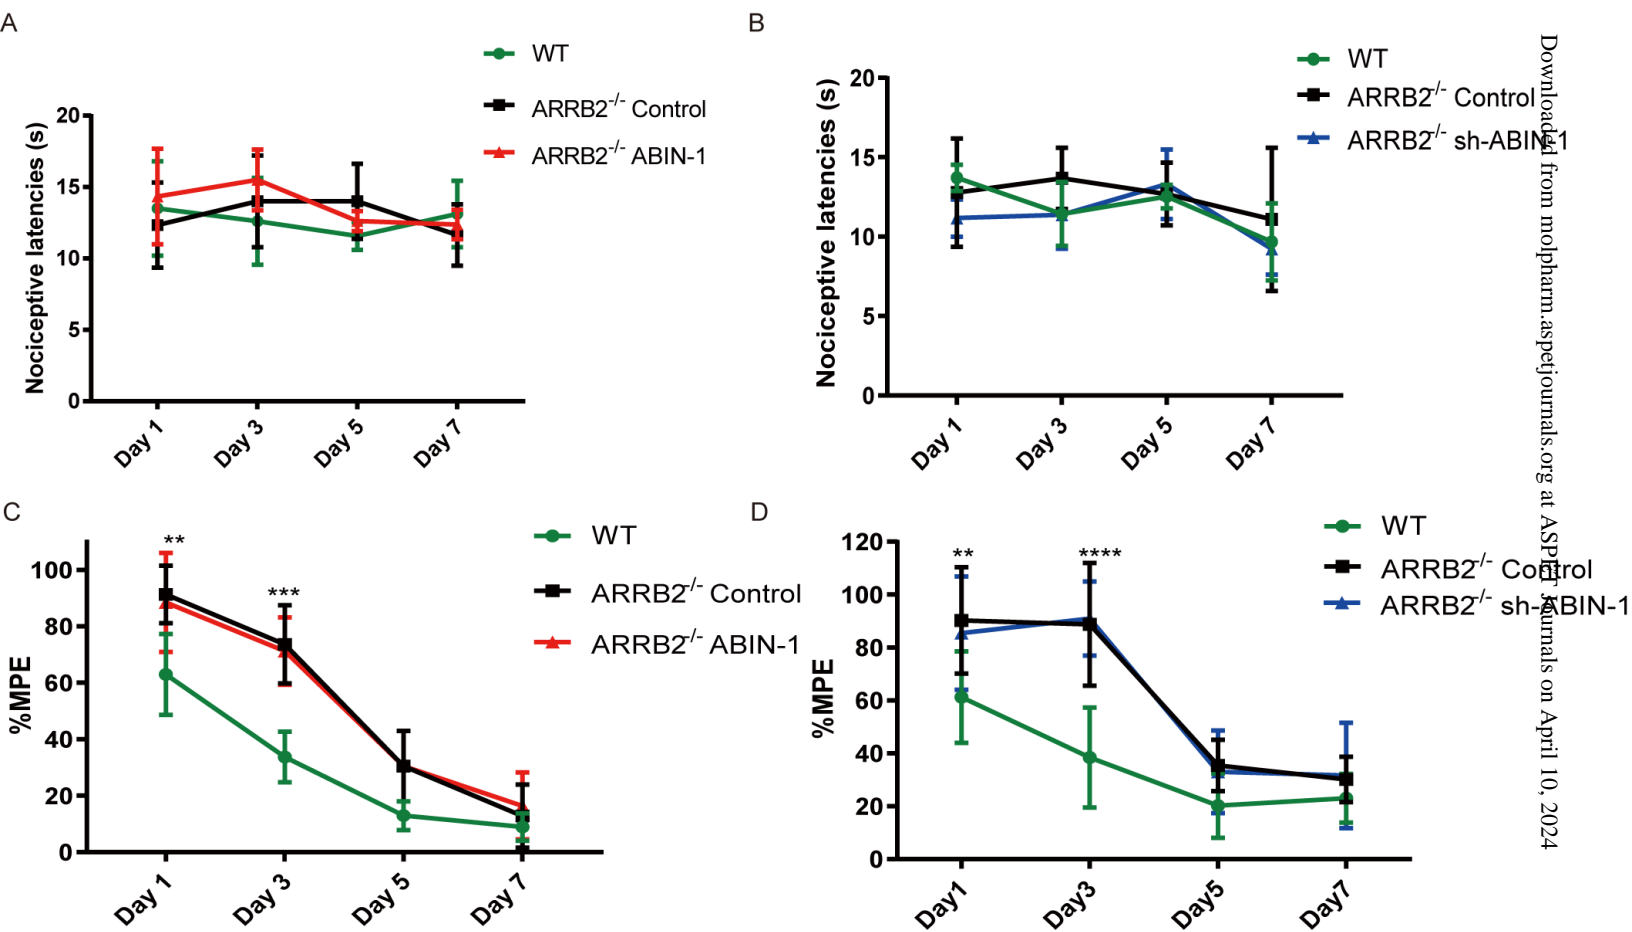 A
WT
ARRB2-/- Control
ARRB2-/- ABIN-1
Nociceptive latencies (s)
20
15
10
5
0
Day 1
Day 3
Day 5
Day 7
B
WT
ARRB2-/- Control
ARRB2-/- sh-ABIN-1
Nociceptive latencies (s)
20
15
10
5
0
Day 1
Day 3
Day 5
Day 7
C
WT
ARRB2-/- Control
ARRB2-/- ABIN-1
**
***
%MPE
100
80
60
40
20
0
Day 1
Day 3
Day 5
Day 7
D
WT
ARRB2-/- Control
ARRB2-/- sh-ABIN-1
**
****
%MPE
120
100
80
60
40
20
0
Day1
Day3
Day5
Day7
Downloaded from molpharm.aspetjournals.org at ASPET Journals on April 10, 2024